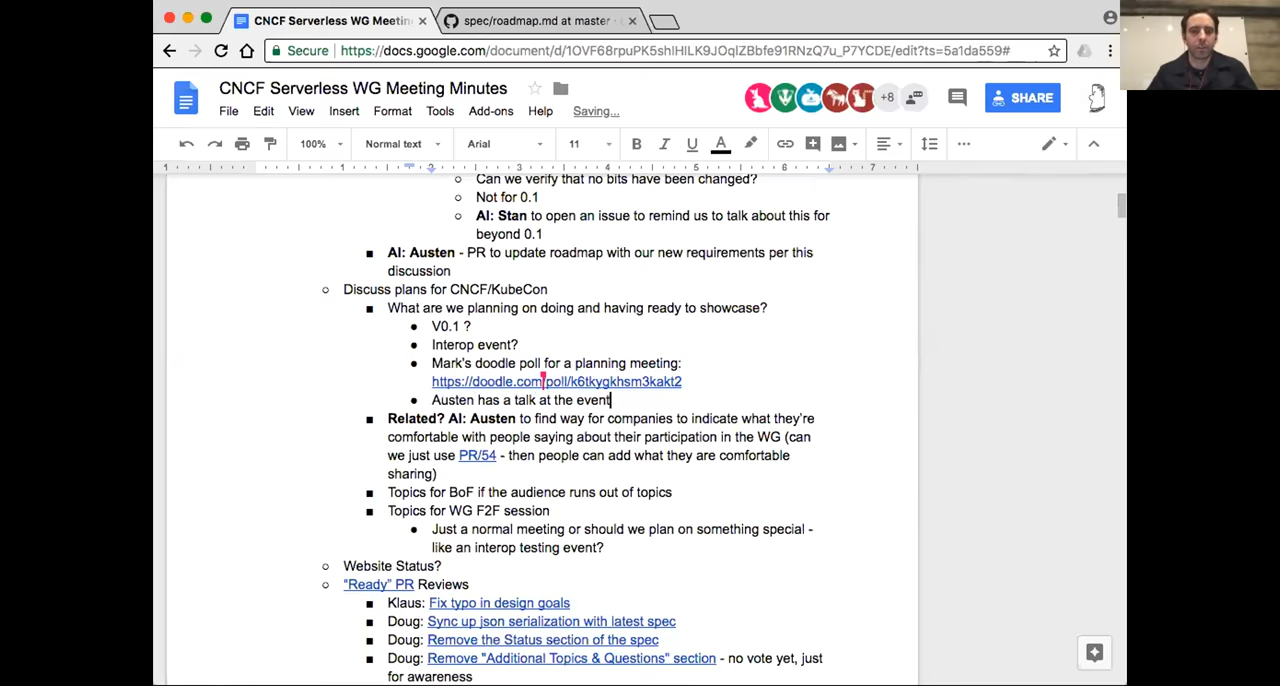 CNCF Serverless WG Meetin
spec/roadmap.md at master
Secure
https://docs.google.com/document/d/1OVF68rpuPK5shIHILK9JOqlZBbfe91RNzQ7u_P7YCDE/edit?ts=5a1da559#
CNCF Serverless WG Meeting Minutes
+8
SHARE
File Edit View Insert Format Tools Add-ons Help Saving...
100% Normal text Arial 11 B I U A
1 1 2 3 4 5 6 7
Can we verify that no bits have been changed?
Not for 0.1
AI: Stan to open an issue to remind us to talk about this for
beyond 0.1
AI: Austen - PR to update roadmap with our new requirements per this
discussion
Discuss plans for CNCF/KubeCon
What are we planning on doing and having ready to showcase?
V0.1 ?
Interop event?
Mark's doodle poll for a planning meeting:
https://doodle.com/poll/k6tkygkhsm3kakt2
Austen has a talk at the event
Related? AI: Austen to find way for companies to indicate what they're
comfortable with people saying about their participation in the WG (can
we just use PR/54 - then people can add what they are comfortable
sharing)
Topics for BoF if the audience runs out of topics
Topics for WG F2F session
Just a normal meeting or should we plan on something special -
like an interop testing event?
Website Status?
"Ready" PR Reviews
Klaus: Fix typo in design goals
Doug: Sync up json serialization with latest spec
Doug: Remove the Status section of the spec
Doug: Remove "Additional Topics & Questions" section - no vote yet, just
for awareness